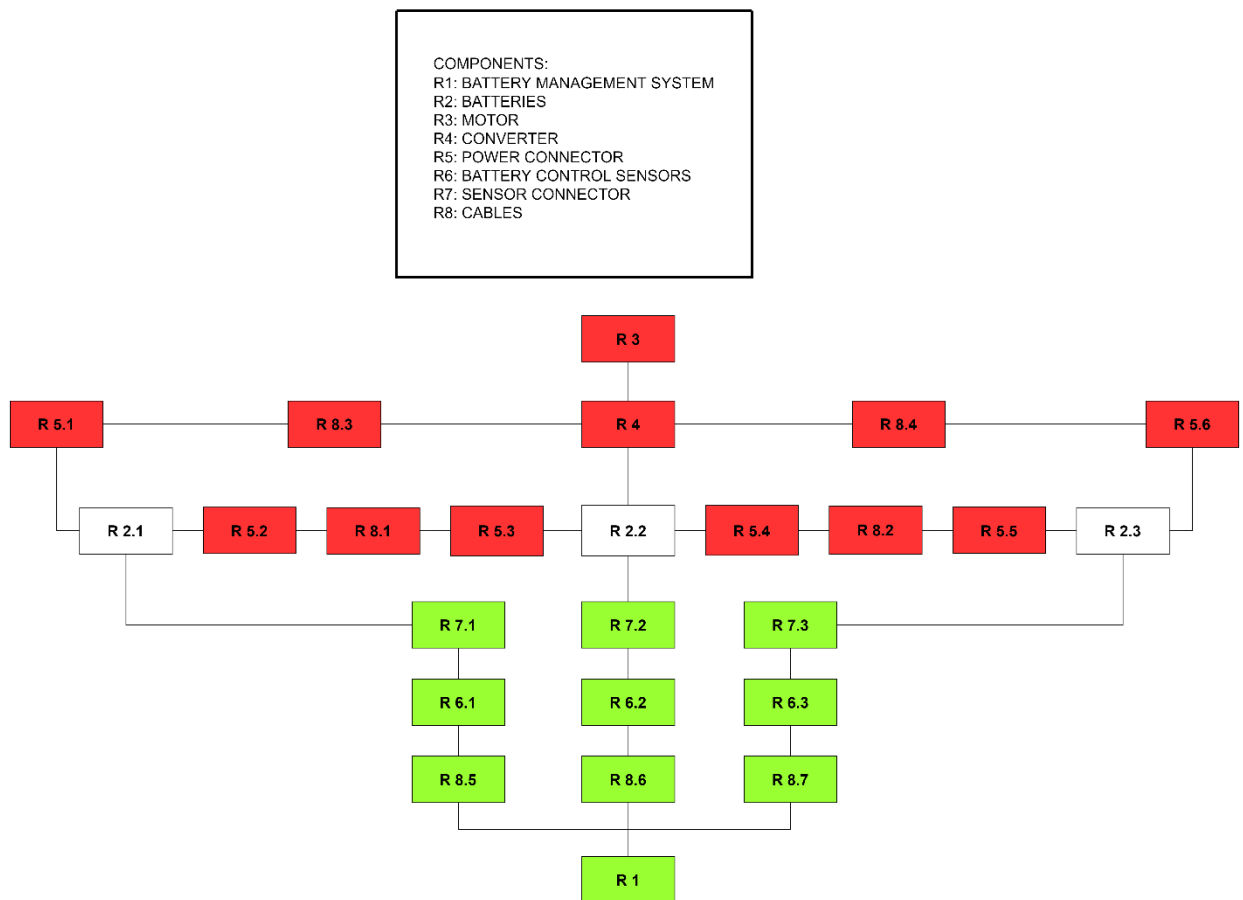 COMPONENTS:
R1: BATTERY MANAGEMENT SYSTEM
R2: BATTERIES
R3: MOTOR
R4: CONVERTER
R5: POWER CONNECTOR
R6: BATTERY CONTROL SENSORS
R7: SENSOR CONNECTOR
R8: CABLES
R 3
R 5.1 R 8.3 R 4 R 8.4 R 5.6
R 2.1 R 5.2 R 8.1 R 5.3 R 2.2 R 5.4 R 8.2 R 5.5 R 2.3
R 7.1 R 7.2 R 7.3
R 6.1 R 6.2 R 6.3
R 8.5 R 8.6 R 8.7
R 1